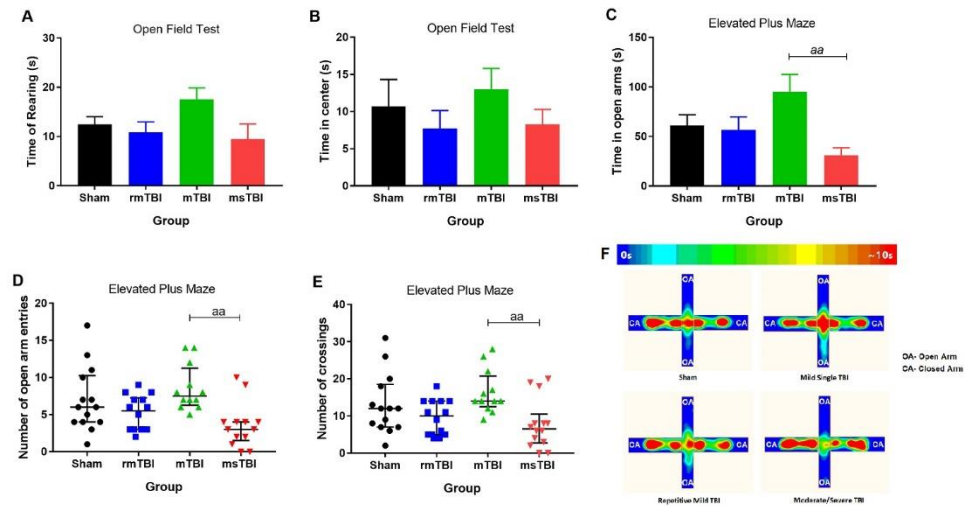 A
Open Field Test
Time of Rearing (s)
30
20
10
0
Sham rmTBI mTBI msTBI
Group
B
Open Field Test
Time in center (s)
20
15
10
5
0
Sham rmTBI mTBI msTBI
Group
C
Elevated Plus Maze
Time in open arms (s)
150
100
50
0
aa
Sham rmTBI mTBI msTBI
Group
D
Elevated Plus Maze
Number of open arm entries
20
15
10
5
0
aa
Sham rmTBI mTBI msTBI
Group
E
Elevated Plus Maze
Number of crossings
40
30
20
10
0
aa
Sham rmTBI mTBI msTBI
Group
F
0s ~10s
OA OA
CA CA CA CA
OA OA
Sham Mild Single TBI
OA- Open Arm
CA- Closed Arm
OA OA
CA CA CA CA
OA OA
Repetitive Mild TBI Moderate/Severe TBI